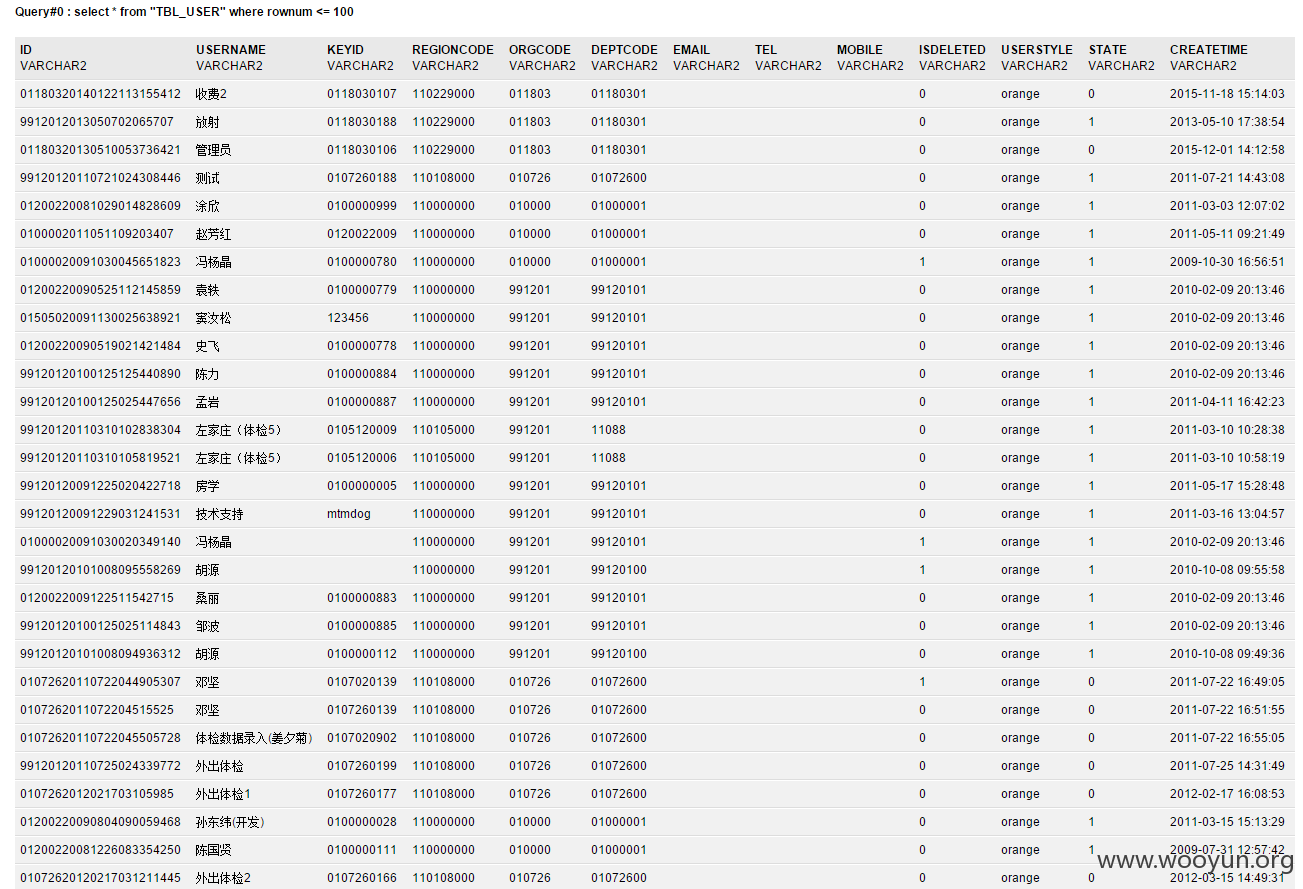 Query#0 : select * from "TBL_USER" where rownum <= 100
ID USERNAME KEYID REGIONCODE ORGCODE DEPTCODE EMAIL TEL MOBILE ISDELETED USERSTYLE STATE CREATETIME
VARCHAR2 VARCHAR2 VARCHAR2 VARCHAR2 VARCHAR2 VARCHAR2 VARCHAR2 VARCHAR2 VARCHAR2 VARCHAR2 VARCHAR2 VARCHAR2 VARCHAR2
01180320140122113155412 收费2 0118030107 110229000 011803 01180301 0 orange 0 2015-11-18 15:14:03
9912012013050702065707 放射 0118030188 110229000 011803 01180301 0 orange 1 2013-05-10 17:38:54
01180320130510053736421 管理员 0118030106 110229000 011803 01180301 0 orange 0 2015-12-01 14:12:58
99120120110721024308446 测试 0107260188 110108000 010726 01072600 0 orange 1 2011-07-21 14:43:08
01200220081029014828609 涂欣 0100000999 110000000 010000 01000001 0 orange 1 2011-03-03 12:07:02
0100002011051109203407 赵芳红 0120022009 110000000 010000 01000001 0 orange 1 2011-05-11 09:21:49
01000020091030045651823 冯杨晶 0100000780 110000000 010000 01000001 1 orange 1 2009-10-30 16:56:51
01200220090525112145859 袁轶 0100000779 110000000 991201 99120101 0 orange 1 2010-02-09 20:13:46
01505020091130025638921 窦汝松 123456 110000000 991201 99120101 0 orange 1 2010-02-09 20:13:46
01200220090519021421484 史飞 0100000778 110000000 991201 99120101 0 orange 1 2010-02-09 20:13:46
99120120100125125440890 陈力 0100000884 110000000 991201 99120101 0 orange 1 2010-02-09 20:13:46
99120120100125025447656 孟岩 0100000887 110000000 991201 99120101 0 orange 1 2011-04-11 16:42:23
99120120110310102838304 左家庄（体检5） 0105120009 110105000 991201 11088 0 orange 1 2011-03-10 10:28:38
99120120110310105819521 左家庄（体检5） 0105120006 110105000 991201 11088 0 orange 1 2011-03-10 10:58:19
99120120091225020422718 房学 0100000005 110000000 991201 99120101 0 orange 1 2011-05-17 15:28:48
99120120091229031241531 技术支持 mtmdog 110000000 991201 99120101 0 orange 1 2011-03-16 13:04:57
01000020091030020349140 冯杨晶 110000000 991201 99120101 1 orange 1 2010-02-09 20:13:46
99120120101008095558269 胡源 110000000 991201 99120100 1 orange 1 2010-10-08 09:55:58
0120022009122511542715 桑丽 0100000883 110000000 991201 99120101 0 orange 1 2010-02-09 20:13:46
99120120100125025114843 邹波 0100000885 110000000 991201 99120101 0 orange 1 2010-02-09 20:13:46
99120120101008094936312 胡源 0100000112 110000000 991201 99120100 0 orange 1 2010-10-08 09:49:36
01072620110722044905307 邓坚 0107020139 110108000 010726 01072600 1 orange 0 2011-07-22 16:49:05
0107262011072204515525 邓坚 0107260139 110108000 010726 01072600 0 orange 0 2011-07-22 16:51:55
01072620110722045505728 体检数据录入(姜夕菊) 0107020902 110108000 010726 01072600 0 orange 0 2011-07-22 16:55:05
99120120110725024339772 外出体检 0107260199 110108000 010726 01072600 0 orange 0 2011-07-25 14:31:49
0107262012021703105985 外出体检1 0107260177 110108000 010726 01072600 0 orange 0 2012-02-17 16:08:53
01200220090804090059468 孙东纬(开发) 0100000028 110000000 010000 01000001 0 orange 1 2011-03-15 15:13:29
01200220081226083354250 陈国贤 0100000111 110000000 010000 01000001 0 orange 1 2009-07-31 12:57:42
01072620120217031211445 外出体检2 0107260166 110108000 010726 01072600 0 orange 0 2012-03-15 14:49:31
www.wooyun.org